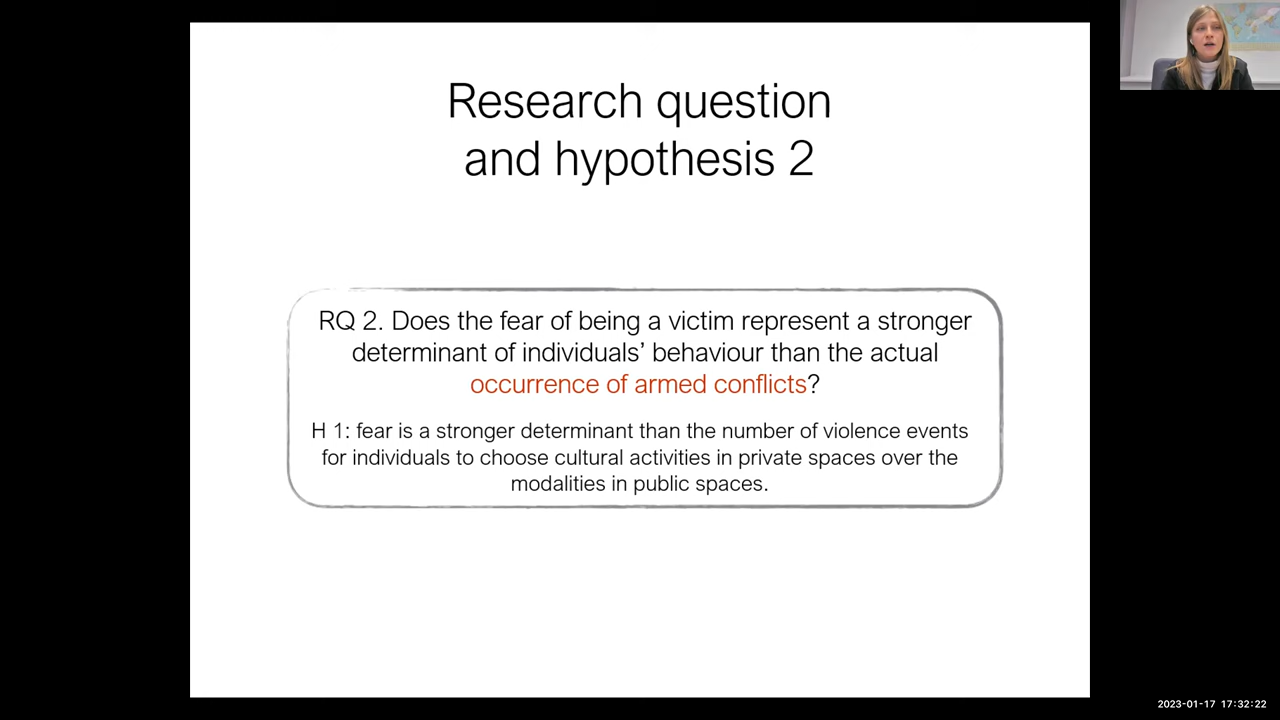 Research question
and hypothesis 2
RQ 2. Does the fear of being a victim represent a stronger
determinant of individuals’ behaviour than the actual
occurrence of armed conflicts?
H 1: fear is a stronger determinant than the number of violence events
for individuals to choose cultural activities in private spaces over the
modalities in public spaces.
2023-01-17 17:32:22